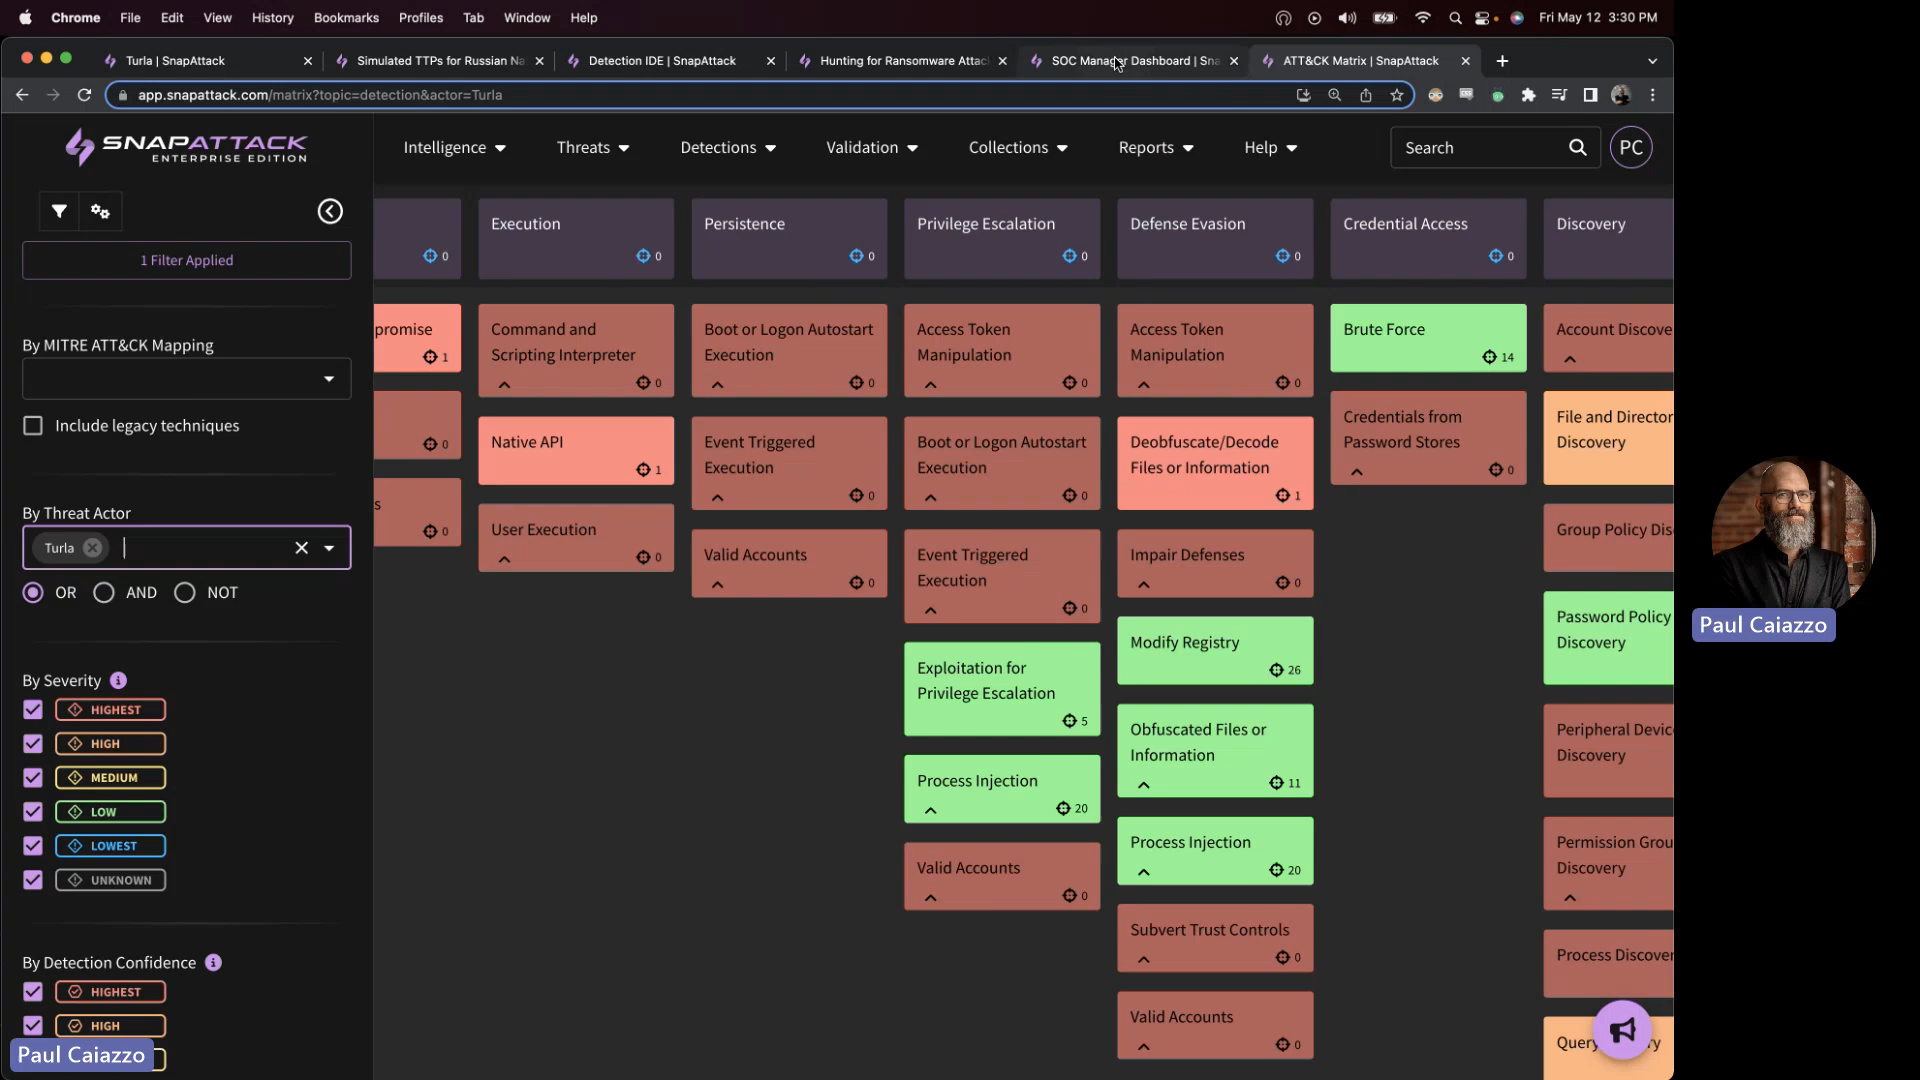 Chrome File Edit View History Bookmarks Profiles Tab Window Help
Fri May 12 3:30 PM
Turla | SnapAttack
Simulated TTPs for Russian Na
Detection IDE | SnapAttack
Hunting for Ransomware Attac
SOC Manager Dashboard | Sna
ATT&CK Matrix | SnapAttack
app.snapattack.com/matrix?topic=detection&actor=Turla
SNAPATTACK
ENTERPRISE EDITION
Intelligence
Threats
Detections
Validation
Collections
Reports
Help
Search
PC
1 Filter Applied
By MITRE ATT&CK Mapping
Include legacy techniques
By Threat Actor
Turla
OR AND NOT
By Severity
HIGHEST
HIGH
MEDIUM
LOW
LOWEST
UNKNOWN
By Detection Confidence
HIGHEST
HIGH
Paul Caiazzo
0
promise
1
0
s
0
Execution
0
Command and
Scripting Interpreter
0
Native API
1
User Execution
0
Persistence
0
Boot or Logon Autostart
Execution
0
Event Triggered
Execution
0
Valid Accounts
0
Privilege Escalation
0
Access Token
Manipulation
0
Boot or Logon Autostart
Execution
0
Event Triggered
Execution
0
Exploitation for
Privilege Escalation
5
Process Injection
20
Valid Accounts
0
Defense Evasion
0
Access Token
Manipulation
0
Deobfuscate/Decode
Files or Information
1
Impair Defenses
0
Modify Registry
26
Obfuscated Files or
Information
11
Process Injection
20
Subvert Trust Controls
0
Valid Accounts
0
Credential Access
0
Brute Force
14
Credentials from
Password Stores
0
Discovery
Account Discove
File and Director
Discovery
Group Policy Dis
Password Policy
Discovery
Peripheral Devic
Discovery
Permission Grou
Discovery
Process Discover
Query
ry
Paul Caiazzo